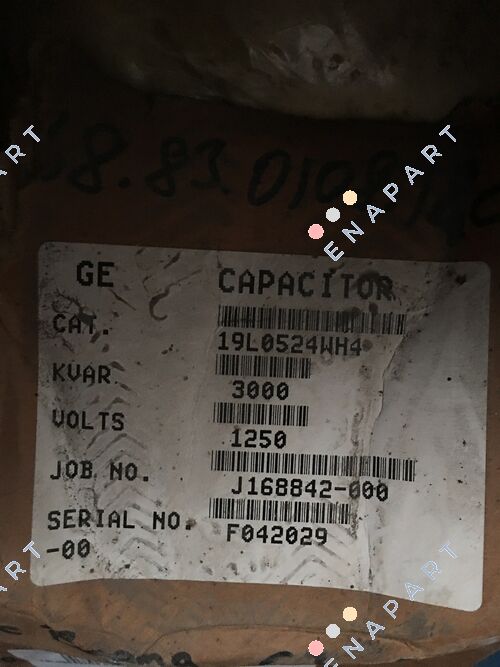 GE CAPACITOR
CAT. 19L0524WH4
KVAR 3000
VOLTS 1250
JOB NO. J168842-000
SERIAL NO. F042029
-00
ENAPART
ENAPART